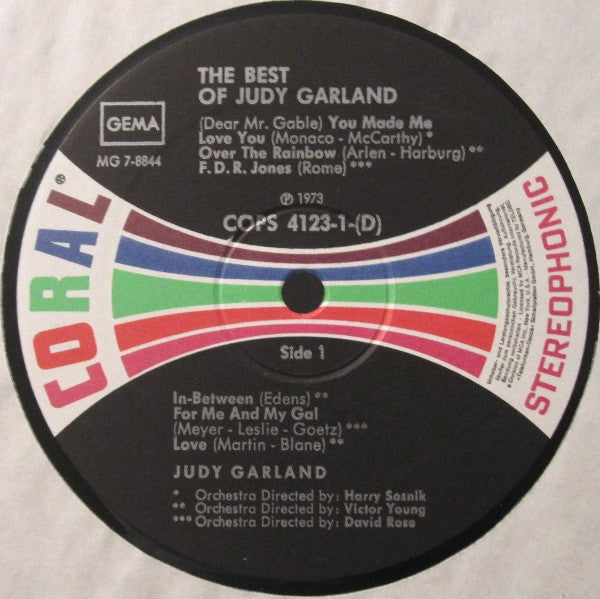 THE BEST
OF JUDY GARLAND
GEMA
MG 7-8844
(Dear Mr. Gable) You Made Me
Love You (Monaco - McCarthy) *
Over The Rainbow (Arlen - Harburg) **
F. D. R. Jones (Rome) ***
℗ 1973
COPS 4123-1-(D)
CORAL®
STEREOPHONIC
Side 1
In-Between (Edens) **
For Me And My Gal
(Meyer - Leslie - Goetz) ***
Love (Martin - Blane) **
JUDY GARLAND
* Orchestra Directed by: Harry Sosnik
** Orchestra Directed by: Victor Young
*** Orchestra Directed by: David Rose